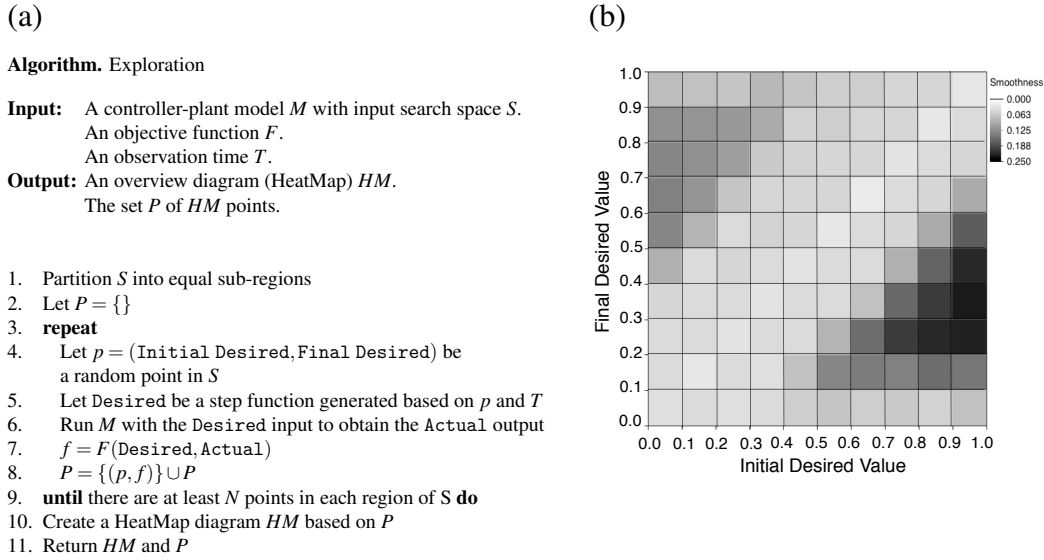 (a)
Algorithm. Exploration
Input: A controller-plant model M with input search space S.
An objective function F.
An observation time T.
Output: An overview diagram (HeatMap) HM.
The set P of HM points.
1. Partition S into equal sub-regions
2. Let P = {}
3. repeat
4. Let p = (Initial Desired,Final Desired) be
a random point in S
5. Let Desired be a step function generated based on p and T
6. Run M with the Desired input to obtain the Actual output
7. f = F(Desired,Actual)
8. P = {(p, f)} ∪ P
9. until there are at least N points in each region of S do
10. Create a HeatMap diagram HM based on P
11. Return HM and P
(b)
Final Desired Value
1.0
0.9
0.8
0.7
0.6
0.5
0.4
0.3
0.2
0.1
0.0
0.0 0.1 0.2 0.3 0.4 0.5 0.6 0.7 0.8 0.9 1.0
Initial Desired Value
Smoothness
0.000
0.063
0.125
0.188
0.250